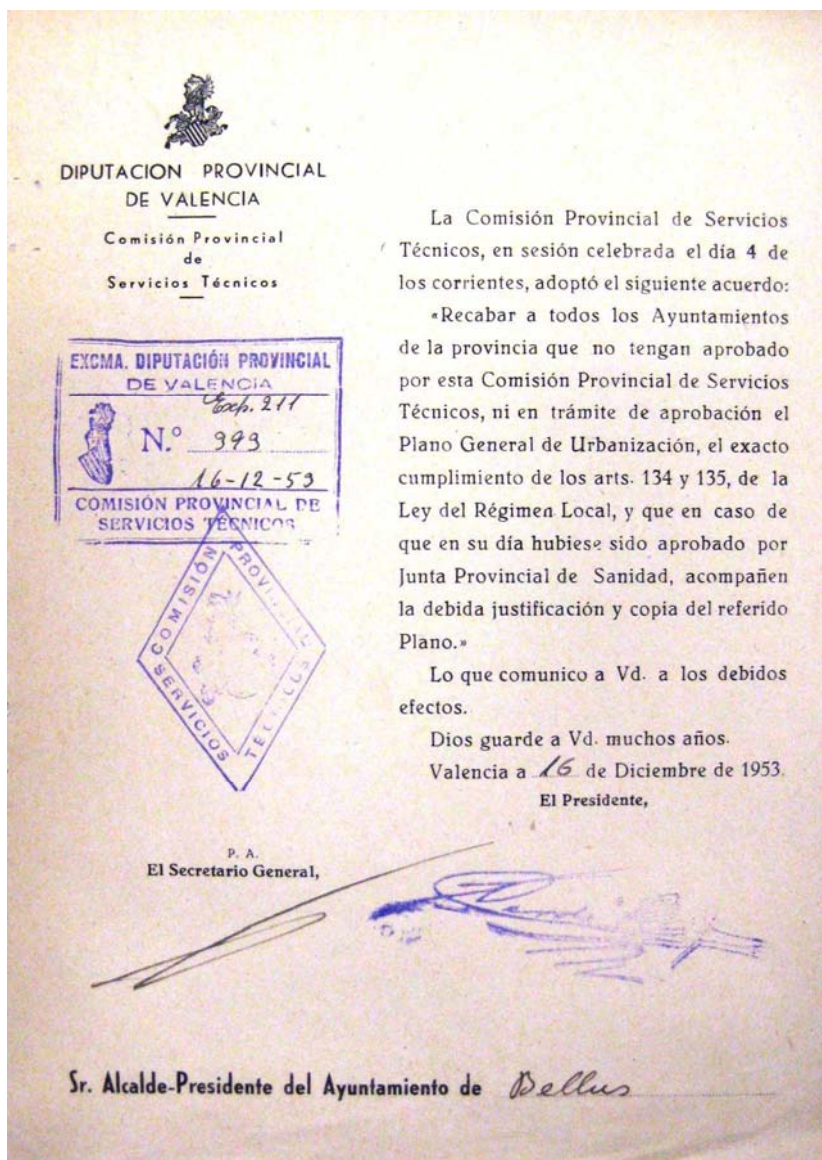 DIPUTACION PROVINCIAL
DE VALENCIA
Comisión Provincial
de
Servicios Técnicos
EXCMA. DIPUTACIÓN PROVINCIAL
DE VALENCIA
Exp. 211
N.º 993
16-12-53
COMISIÓN PROVINCIAL DE
SERVICIOS TÉCNICOS
COMISIÓN PROVINCIAL
SERVICIOS TÉCNICOS
La Comisión Provincial de Servicios
Técnicos, en sesión celebrada el día 4 de
los corrientes, adoptó el siguiente acuerdo:
«Recabar a todos los Ayuntamientos
de la provincia que no tengan aprobado
por esta Comisión Provincial de Servicios
Técnicos, ni en trámite de aprobación el
Plano General de Urbanización, el exacto
cumplimiento de los arts. 134 y 135, de la
Ley del Régimen Local, y que en caso de
que en su día hubiese sido aprobado por
Junta Provincial de Sanidad, acompañen
la debida justificación y copia del referido
Plano.»
Lo que comunico a Vd. a los debidos
efectos.
Dios guarde a Vd. muchos años.
Valencia a 16 de Diciembre de 1953.
El Presidente,
P. A.
El Secretario General,
Sr. Alcalde-Presidente del Ayuntamiento de Bellus